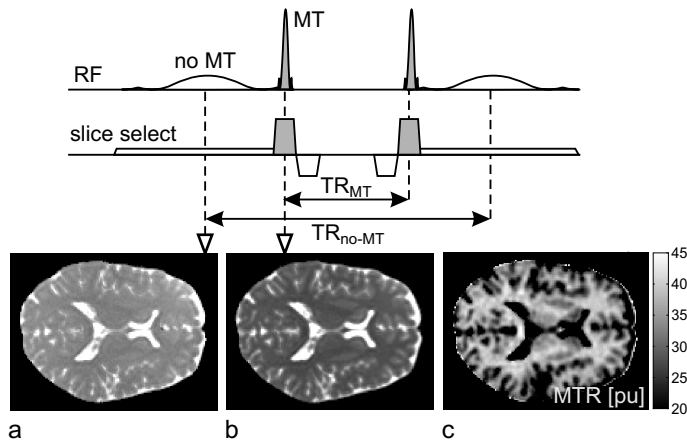 MT
no MT
RF
slice select
TR_MT
TR_no-MT
45
40
35
30
25
20
MTR [pu]
a
b
c